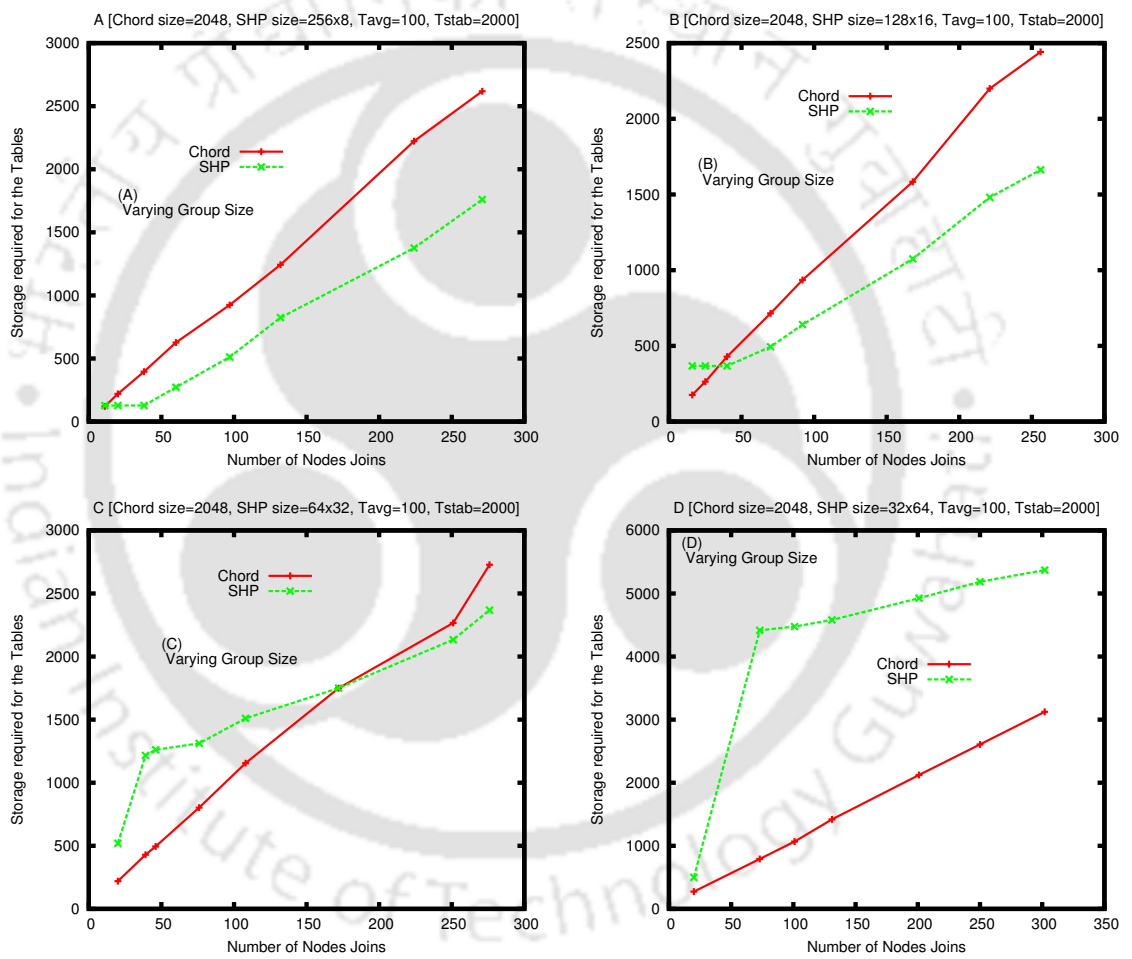 A [Chord size=2048, SHP size=256x8, Tavg=100, Tstab=2000]
3000
2500
2000
1500
1000
500
0
Storage required for the Tables
Chord
SHP
(A)
Varying Group Size
0 50 100 150 200 250 300
Number of Nodes Joins
B [Chord size=2048, SHP size=128x16, Tavg=100, Tstab=2000]
2500
2000
1500
1000
500
0
Storage required for the Tables
Chord
SHP
(B)
Varying Group Size
0 50 100 150 200 250 300
Number of Nodes Joins
C [Chord size=2048, SHP size=64x32, Tavg=100, Tstab=2000]
3000
2500
2000
1500
1000
500
0
Storage required for the Tables
Chord
SHP
(C)
Varying Group Size
0 50 100 150 200 250 300
Number of Nodes Joins
D [Chord size=2048, SHP size=32x64, Tavg=100, Tstab=2000]
6000
5000
4000
3000
2000
1000
0
Storage required for the Tables
(D)
Varying Group Size
Chord
SHP
0 50 100 150 200 250 300 350
Number of Nodes Joins
Indian Institute of Technology Guwahati